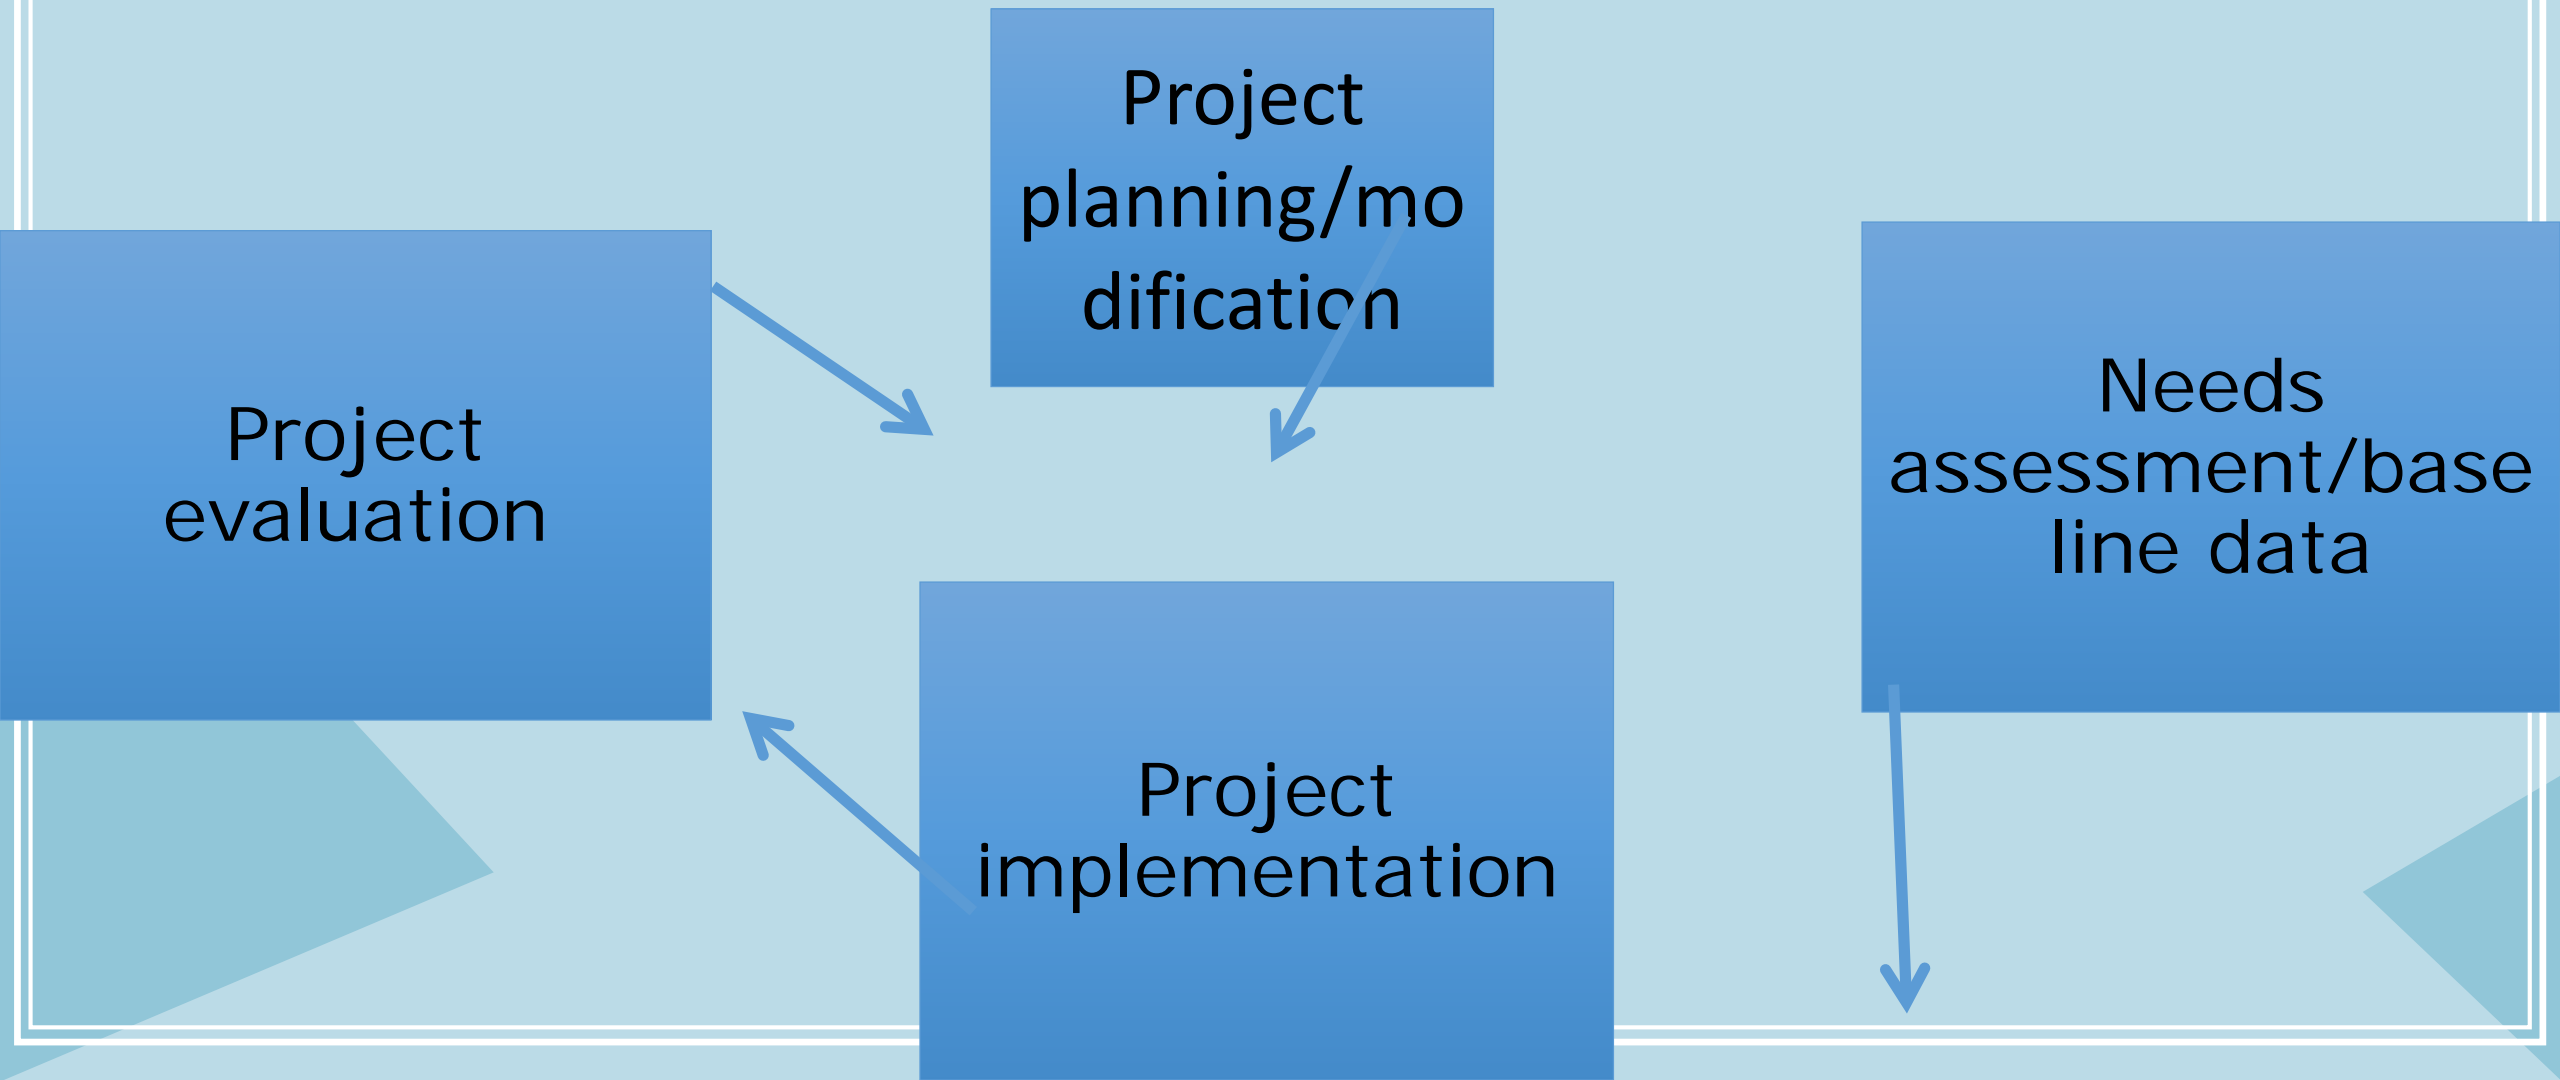 Project
planning/mo
dification
Project
evaluation
Needs
assessment/base
line data
Project
implementation